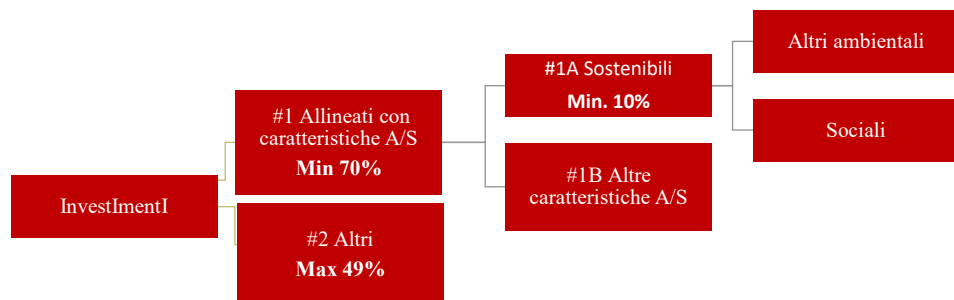 InvestImentI
#1 Allineati con
caratteristiche A/S
Min 70%
#2 Altri
Max 49%
#1A Sostenibili
Min. 10%
#1B Altre
caratteristiche A/S
Altri ambientali
Sociali